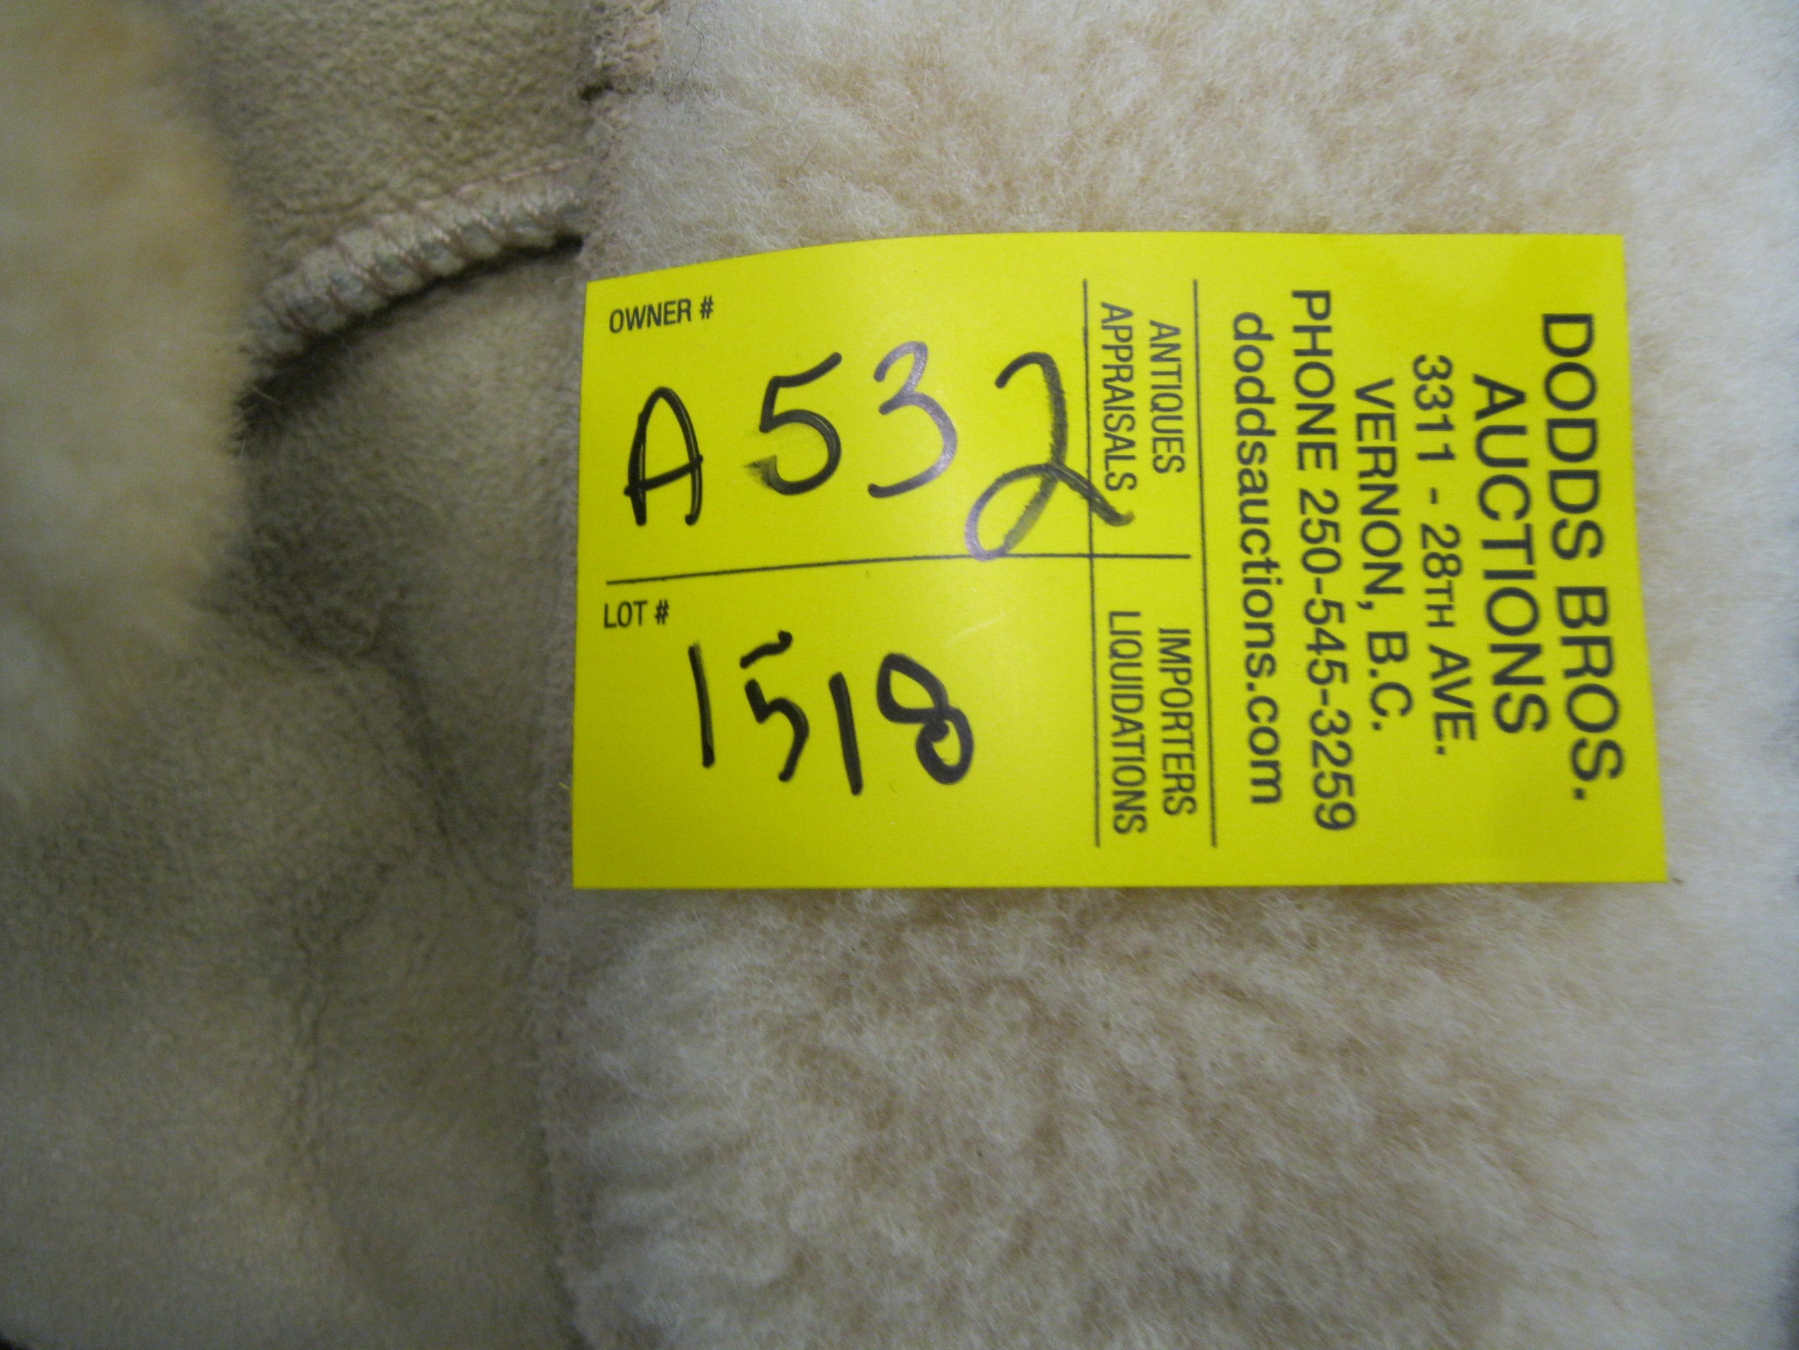 DODDS BROS.
AUCTIONS
3311 - 28TH AVE.
VERNON, B.C.
PHONE 250-545-3259
doddsauctions.com
ANTIQUES
APPRAISALS
IMPORTERS
LIQUIDATIONS
OWNER #
A532
LOT #
1518